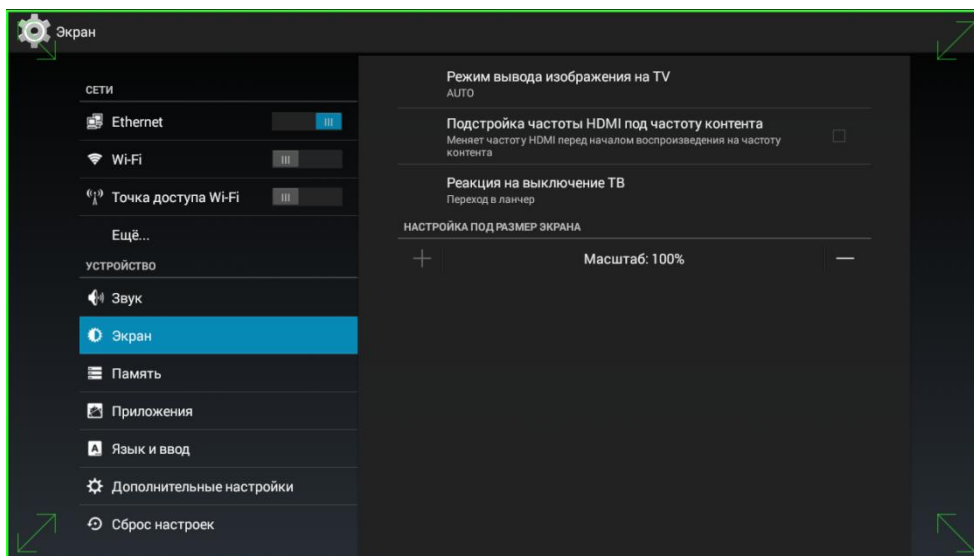 Экран
СЕТИ
Ethernet
Wi-Fi
Точка доступа Wi-Fi
Ещё...
УСТРОЙСТВО
Звук
Экран
Память
Приложения
Язык и ввод
Дополнительные настройки
Сброс настроек
Режим вывода изображения на TV
AUTO
Подстройка частоты HDMI под частоту контента
Меняет частоту HDMI перед началом воспроизведения на частоту
контента
Реакция на выключение ТВ
Переход в ланчер
НАСТРОЙКА ПОД РАЗМЕР ЭКРАНА
Масштаб: 100%